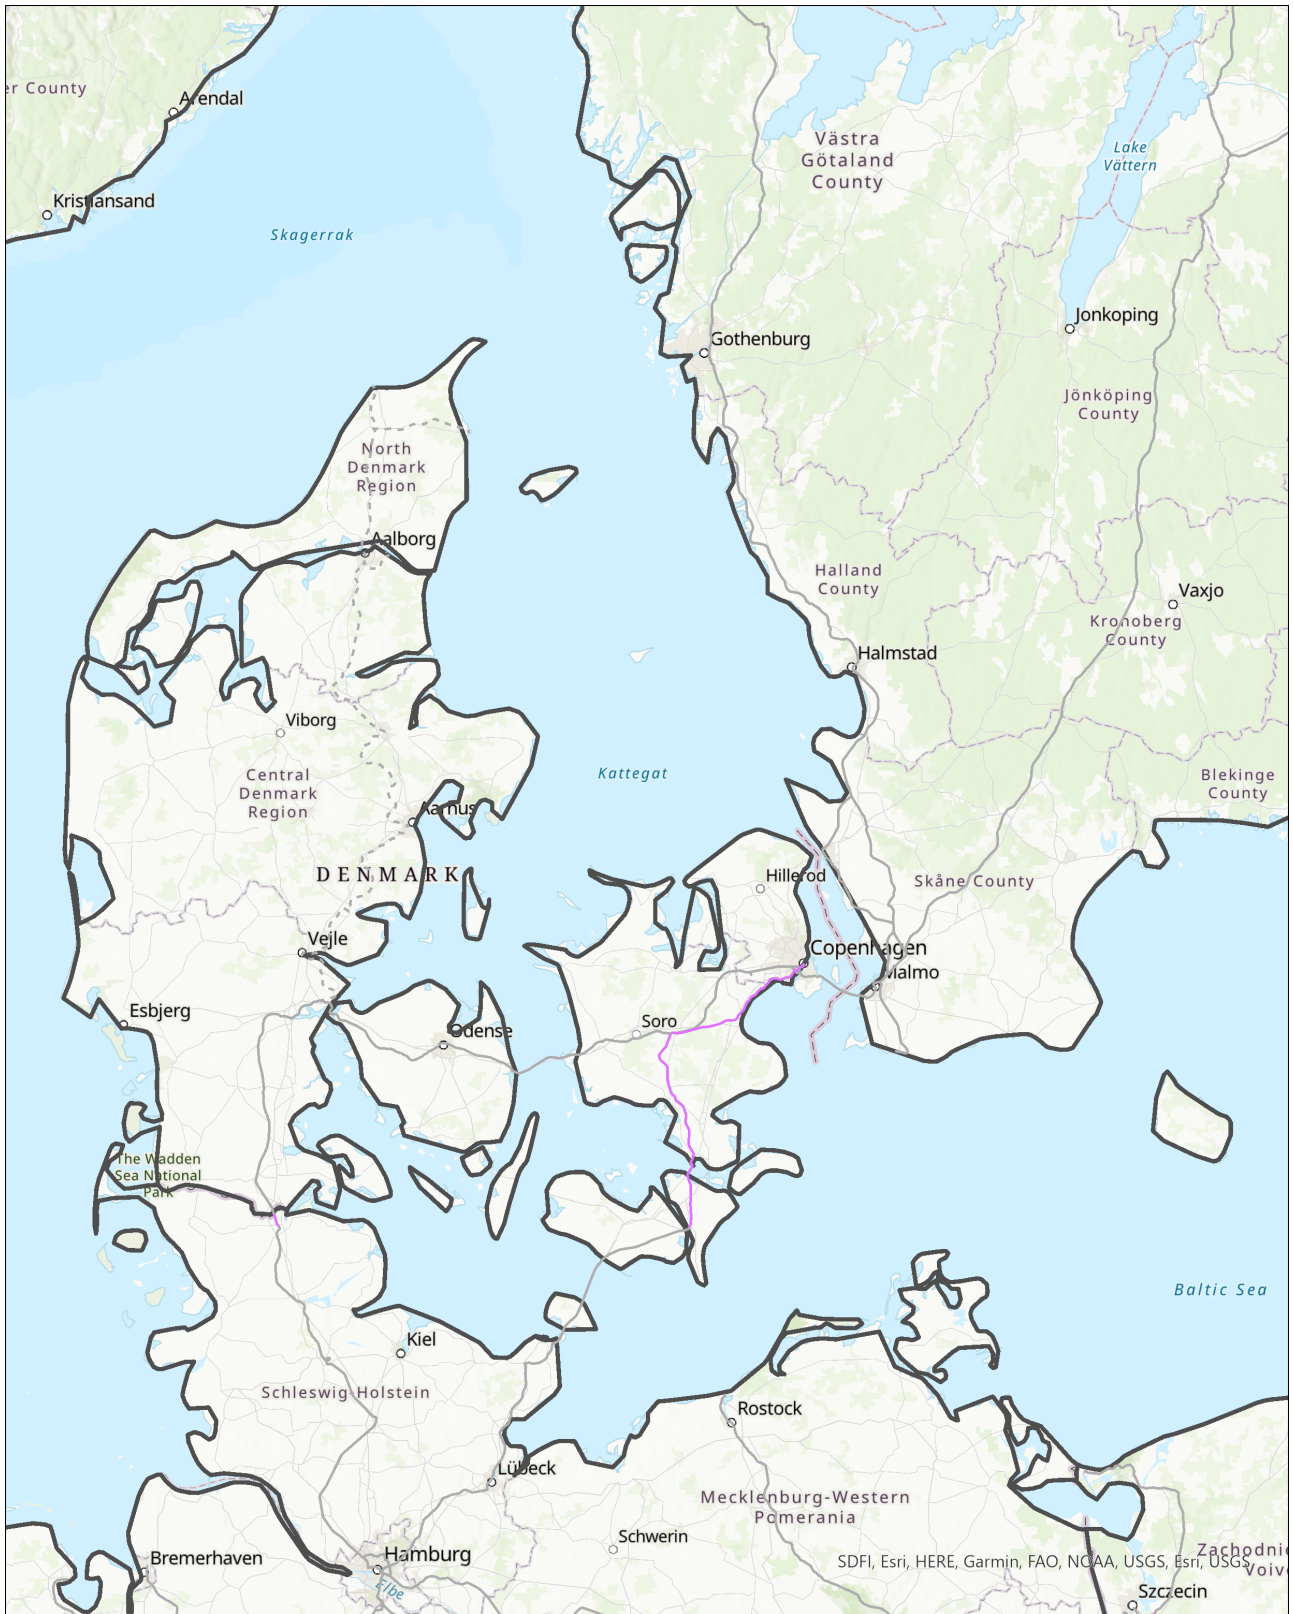 er County
Arendal
Kristiansand
Skagerrak
Västra
Götaland
County
Lake
Vättern
Jonkoping
Gothenburg
Jönköping
County
North
Denmark
Region
Aalborg
Halland
County
Vaxjo
Kronoberg
County
Halmstad
Viborg
Kattegat
Central
Denmark
Region
Blekinge
County
Aarhus
DENMARK
Hillerod
Skåne County
Vejle
Copenhagen
Malmo
Esbjerg
Soro
Odense
The Wadden
Sea National
Park
Baltic Sea
Kiel
Schleswig-Holstein
Rostock
Lübeck
Mecklenburg-Western
Pomerania
Schwerin
Bremerhaven
Hamburg
Elbe
Zachodnio
Voivo
SDFI, Esri, HERE, Garmin, FAO, NOAA, USGS, Esri, USGS
Szczecin